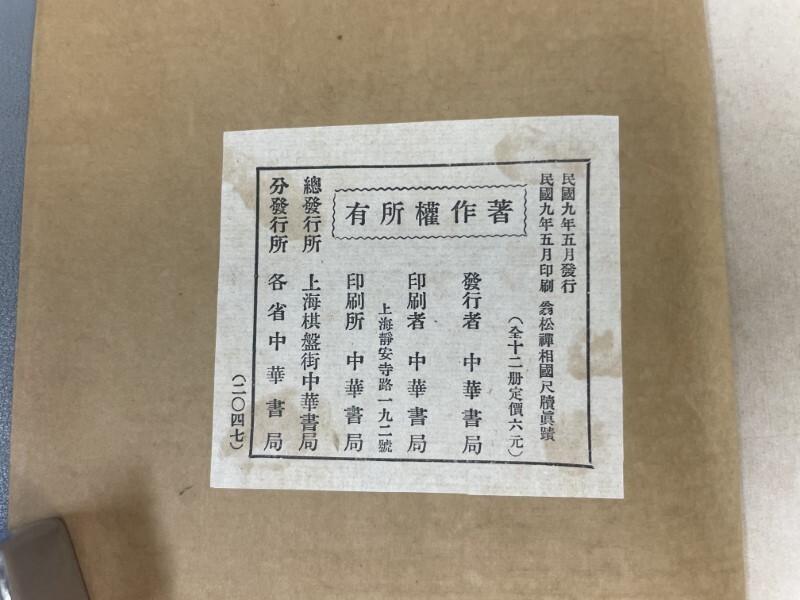 民國九年五月發行
民國九年五月印刷
翁松禪相國尺牘眞蹟
（全十二册定價六元）
著作權所有
發行者 中華書局
印刷者 中華書局
上海靜安寺路一九二號
印刷所 中華書局
總發行所 上海棋盤街中華書局
分發行所 各省中華書局
（二〇四七）